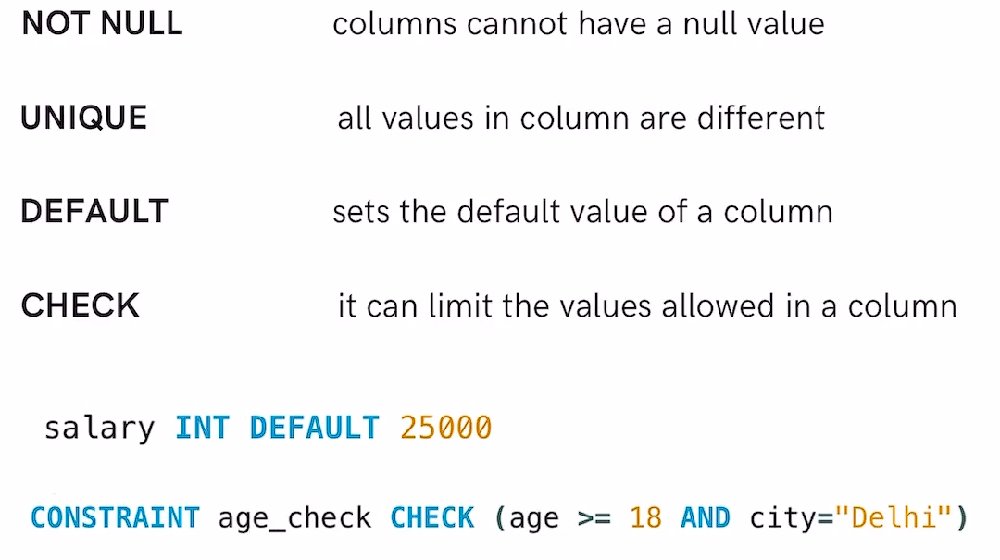 NOT NULL columns cannot have a null value
UNIQUE all values in column are different
DEFAULT sets the default value of a column
CHECK it can limit the values allowed in a column
salary INT DEFAULT 25000
CONSTRAINT age_check CHECK (age >= 18 AND city="Delhi")